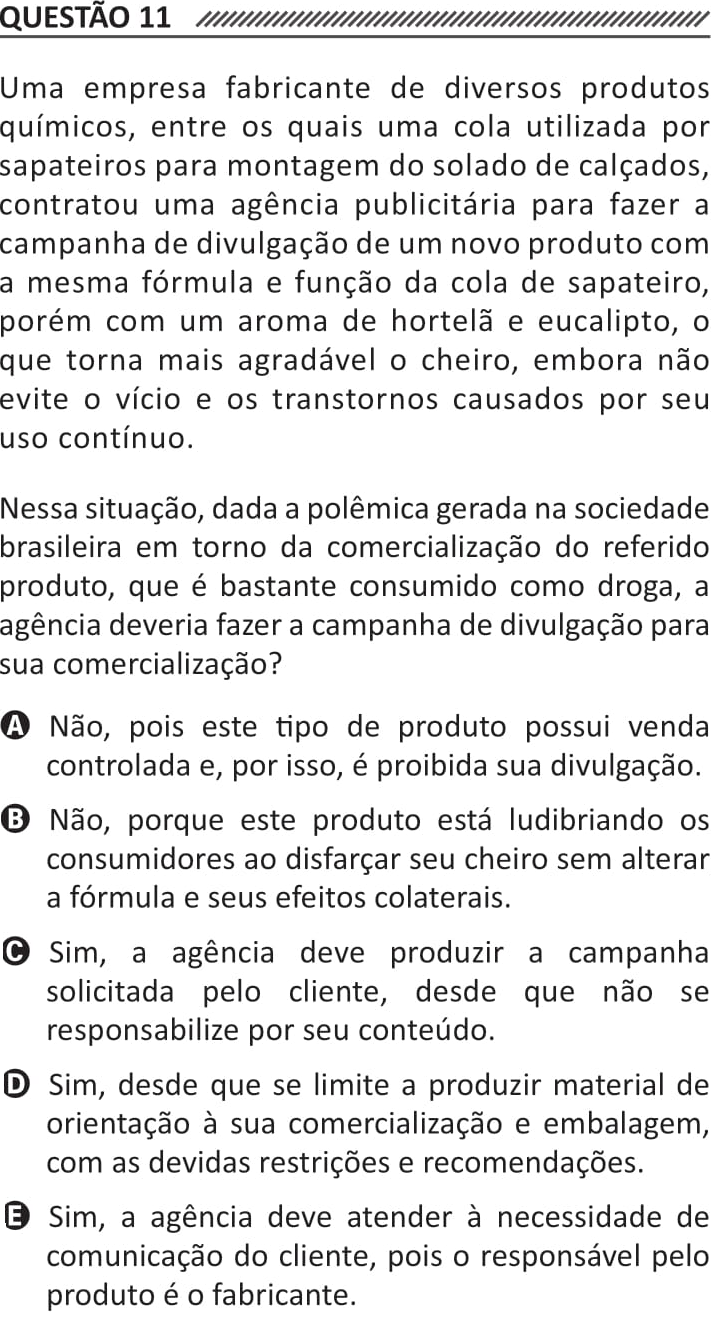 QUESTÃO 11
Uma empresa fabricante de diversos produtos
químicos, entre os quais uma cola utilizada por
sapateiros para montagem do solado de calçados,
contratou uma agência publicitária para fazer a
campanha de divulgação de um novo produto com
a mesma fórmula e função da cola de sapateiro,
porém com um aroma de hortelã e eucalipto, o
que torna mais agradável o cheiro, embora não
evite o vício e os transtornos causados por seu
uso contínuo.
Nessa situação, dada a polêmica gerada na sociedade
brasileira em torno da comercialização do referido
produto, que é bastante consumido como droga, a
agência deveria fazer a campanha de divulgação para
sua comercialização?
A Não, pois este tipo de produto possui venda
controlada e, por isso, é proibida sua divulgação.
B Não, porque este produto está ludibriando os
consumidores ao disfarçar seu cheiro sem alterar
a fórmula e seus efeitos colaterais.
C Sim, a agência deve produzir a campanha
solicitada pelo cliente, desde que não se
responsabilize por seu conteúdo.
D Sim, desde que se limite a produzir material de
orientação à sua comercialização e embalagem,
com as devidas restrições e recomendações.
E Sim, a agência deve atender à necessidade de
comunicação do cliente, pois o responsável pelo
produto é o fabricante.